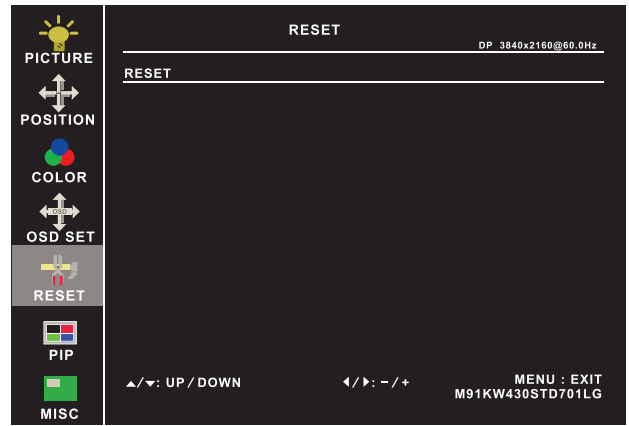 PICTURE
POSITION
COLOR
OSD
OSD SET
RESET
PIP
MISC
RESET
DP 3840x2160@60.0Hz
RESET
▲/▼: UP/DOWN
◀/▶: -/+
MENU : EXIT
M91KW430STD701LG